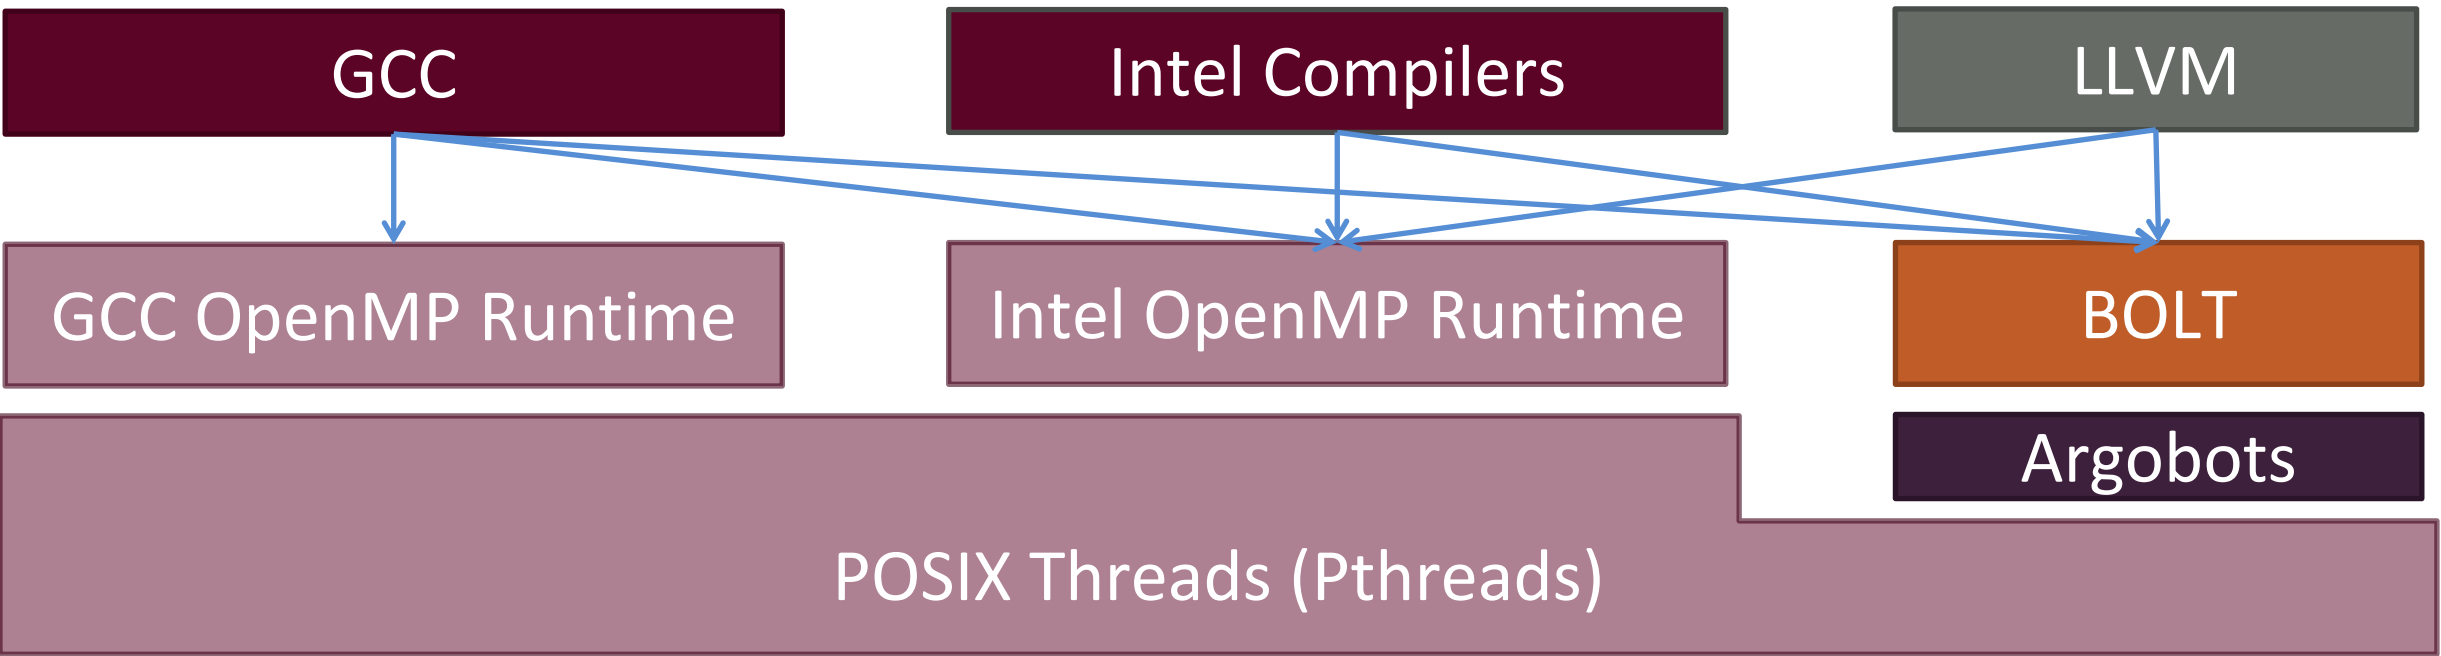 GCC
Intel Compilers
LLVM
GCC OpenMP Runtime
Intel OpenMP Runtime
BOLT
Argobots
POSIX Threads (Pthreads)